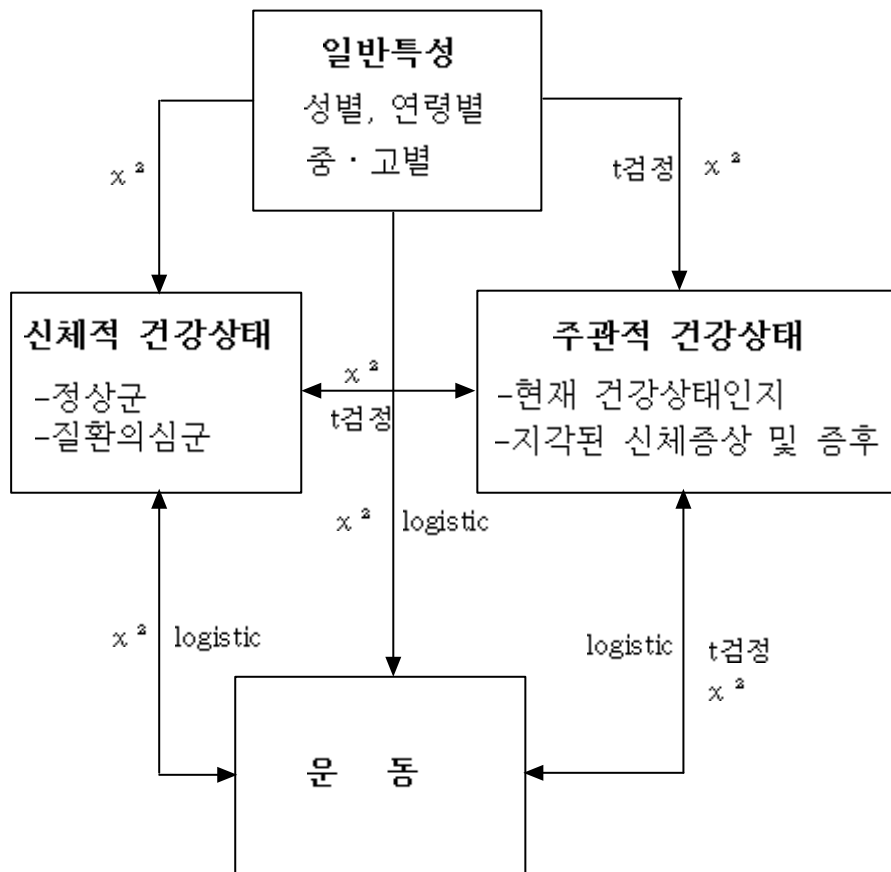 일반특성
성별, 연령별
중·고별
χ²
t검정 χ²
신체적 건강상태
-정상군
-질환의심군
χ²
t검정
주관적 건강상태
-현재 건강상태인지
-지각된 신체증상 및 증후
χ² logistic
χ² logistic
logistic t검정
χ²
운 동